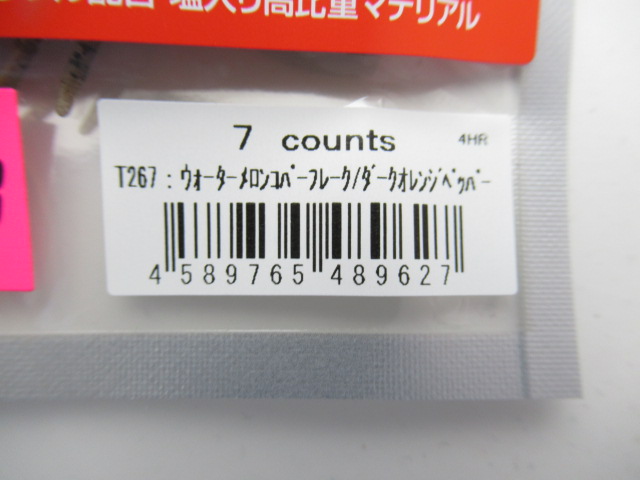 配合・塩入り高比重マテリアル
7 counts 4HR
T267 : ｳｫｰﾀｰﾒﾛﾝｺﾊﾟｰﾌﾚｰｸ/ﾀﾞｰｸｵﾚﾝｼﾞﾍﾟｯﾊﾟｰ
4 589765 489627